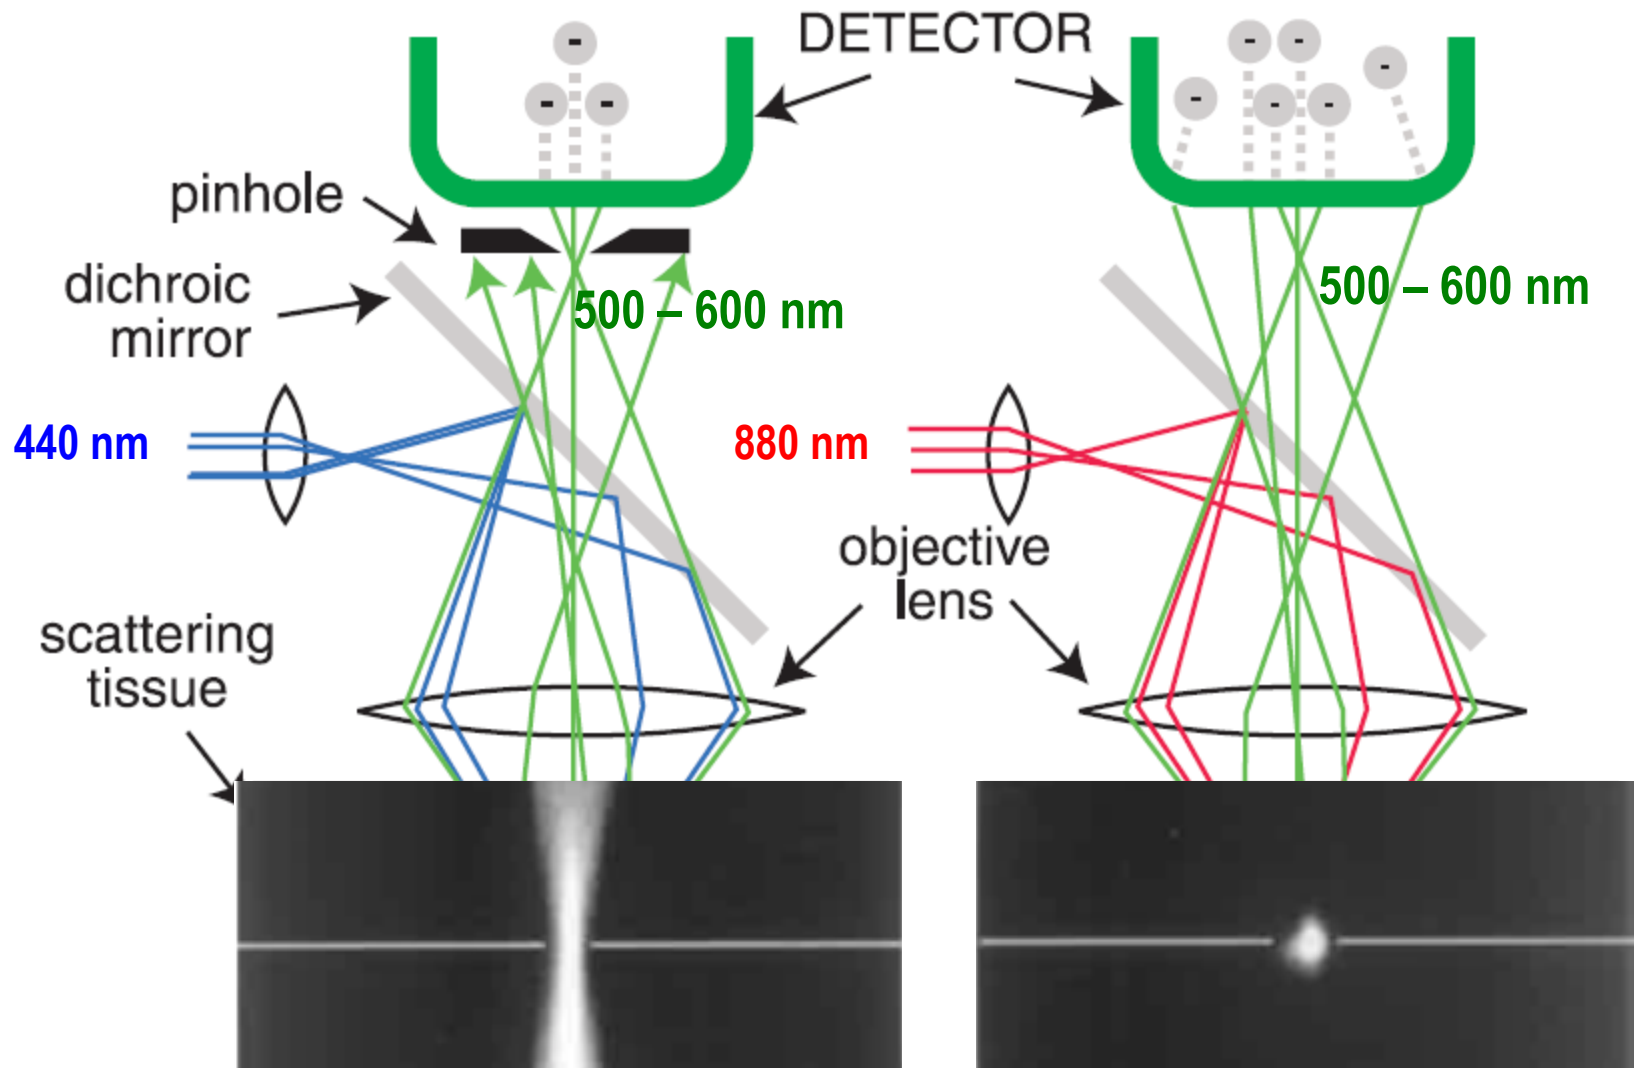 DETECTOR
pinhole
dichroic
mirror
500 – 600 nm
500 – 600 nm
440 nm
880 nm
objective
lens
scattering
tissue
- 
-
-
-
-
-
-
-
-